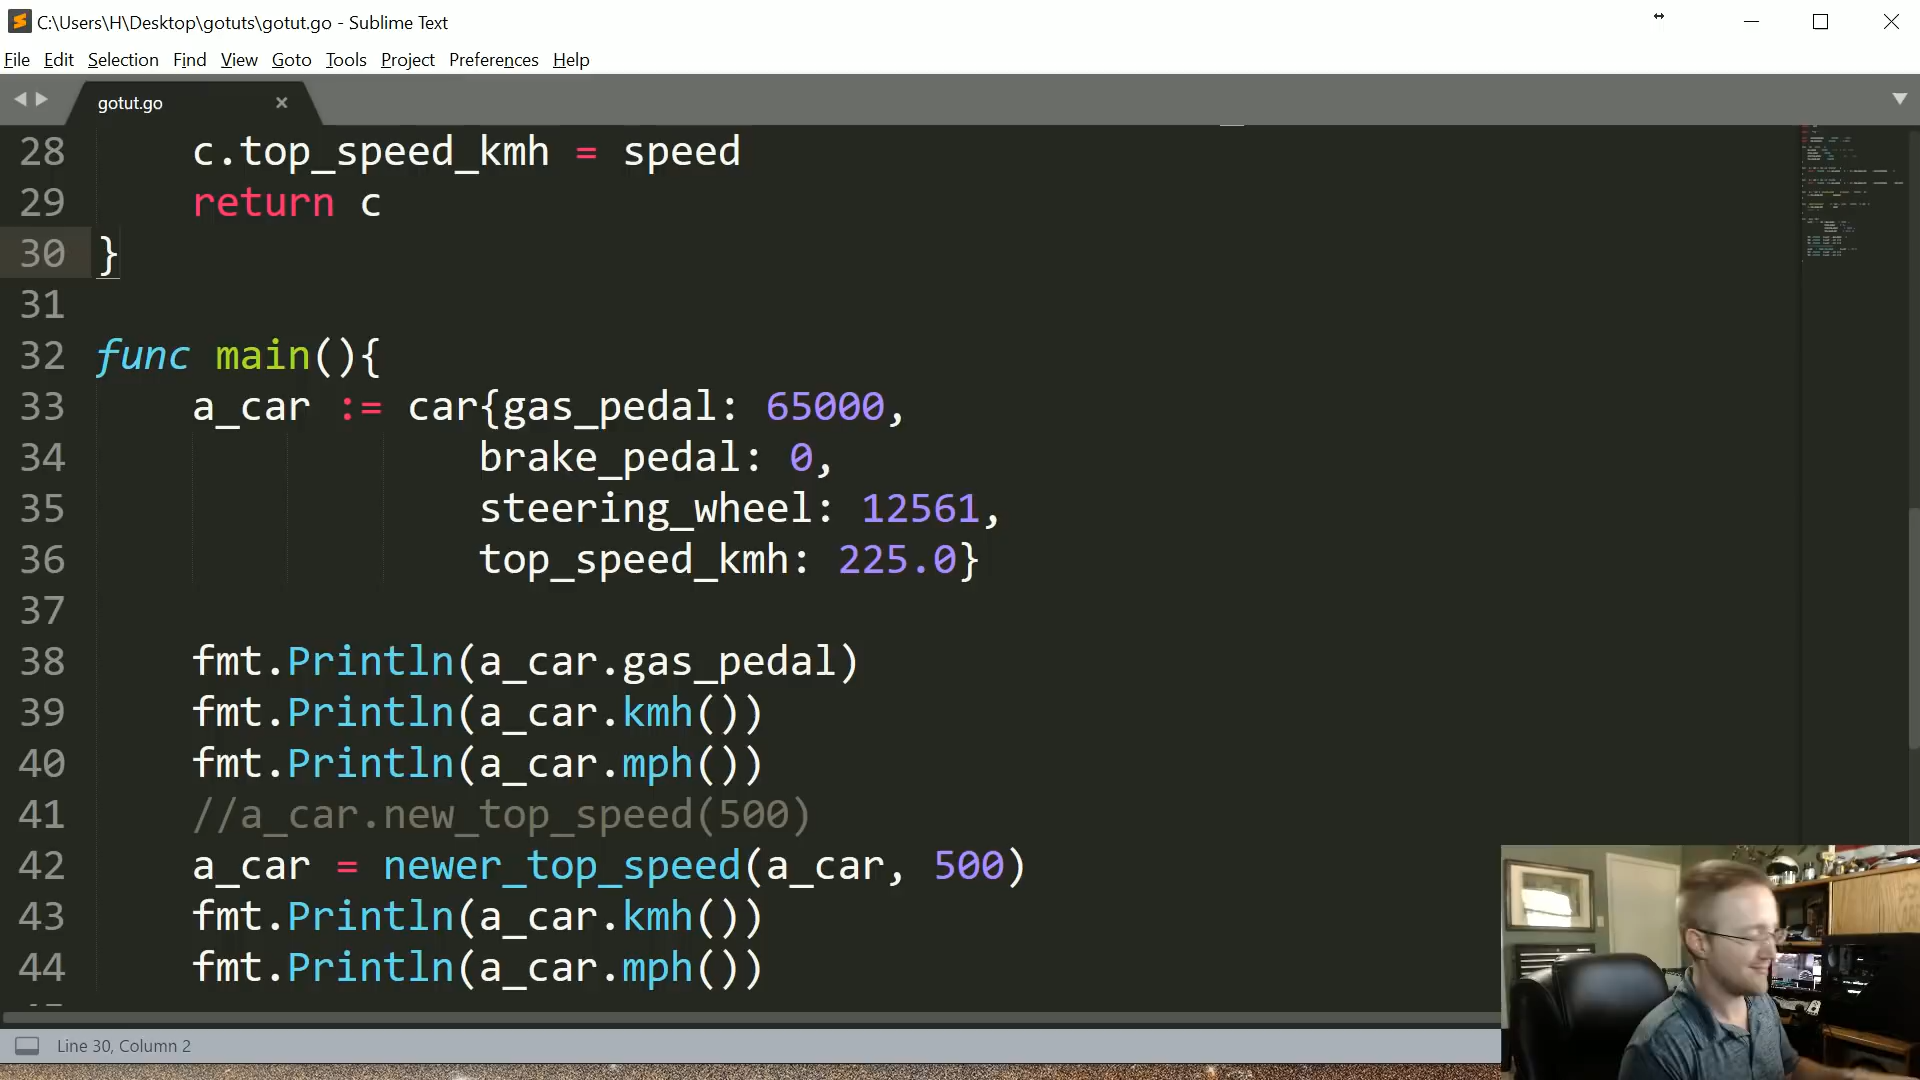 C:\Users\H\Desktop\gotuts\gotut.go - Sublime Text
File Edit Selection Find View Goto Tools Project Preferences Help
gotut.go
28 c.top_speed_kmh = speed
29 return c
30 }
31
32 func main(){
33 a_car := car{gas_pedal: 65000,
34 brake_pedal: 0,
35 steering_wheel: 12561,
36 top_speed_kmh: 225.0}
37
38 fmt.Println(a_car.gas_pedal)
39 fmt.Println(a_car.kmh())
40 fmt.Println(a_car.mph())
41 //a_car.new_top_speed(500)
42 a_car = newer_top_speed(a_car, 500)
43 fmt.Println(a_car.kmh())
44 fmt.Println(a_car.mph())
Line 30, Column 2